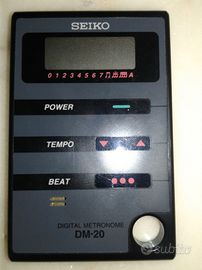 SEIKO
0 1 2 3 4 5 6 7 A
POWER
TEMPO
BEAT
DIGITAL METRONOME
DM-20
subito